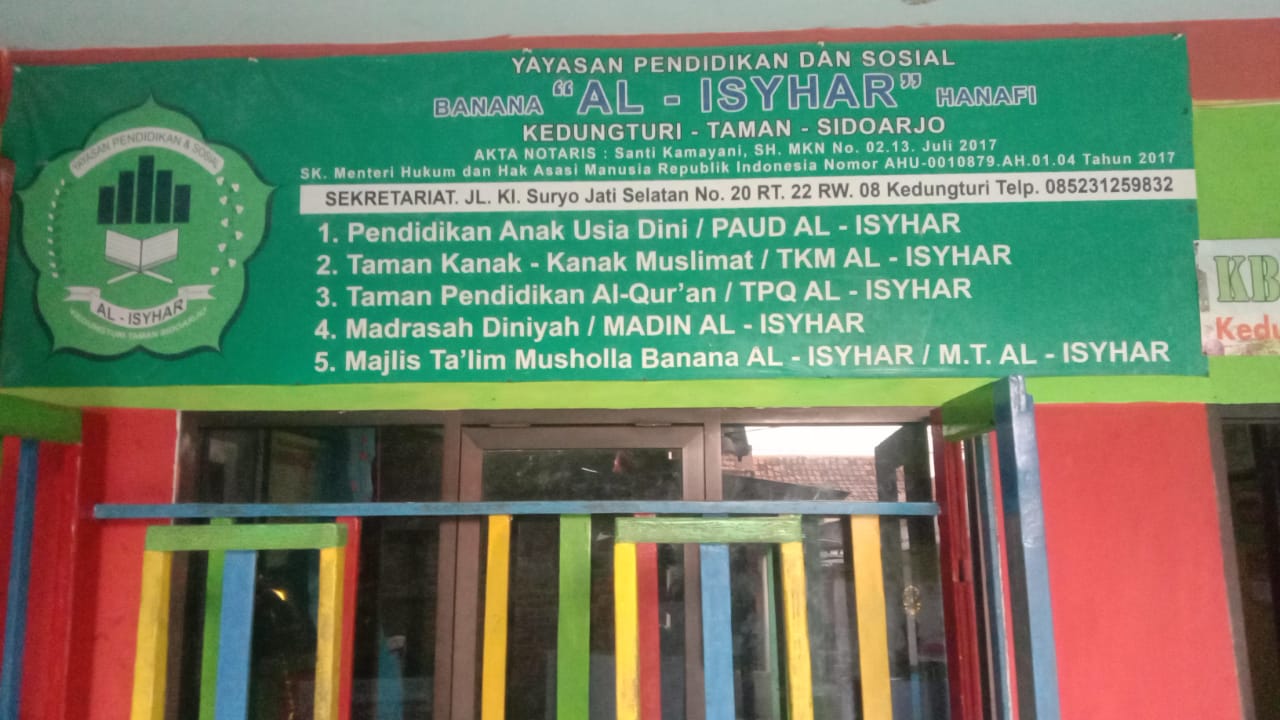 YAYASAN PENDIDIKAN DAN SOSIAL
BANANA "AL - ISYHAR" HANAFI
KEDUNGTURI - TAMAN - SIDOARJO
AKTA NOTARIS : Santi Kamayani, SH. MKN No. 02.13. Juli 2017
SK. Menteri Hukum dan Hak Asasi Manusia Republik Indonesia Nomor AHU-0010879.AH.01.04 Tahun 2017
SEKRETARIAT. JL. KI. Suryo Jati Selatan No. 20 RT. 22 RW. 08 Kedungturi Telp. 085231259832
1. Pendidikan Anak Usia Dini / PAUD AL - ISYHAR
2. Taman Kanak - Kanak Muslimat / TKM AL - ISYHAR
3. Taman Pendidikan Al-Qur'an / TPQ AL - ISYHAR
4. Madrasah Diniyah / MADIN AL - ISYHAR
5. Majlis Ta'lim Musholla Banana AL - ISYHAR / M.T. AL - ISYHAR
YAYASAN PENDIDIKAN & SOSIAL
AL - ISYHAR
KEDUNGTURI TAMAN SIDOARJO
KB
Kedu